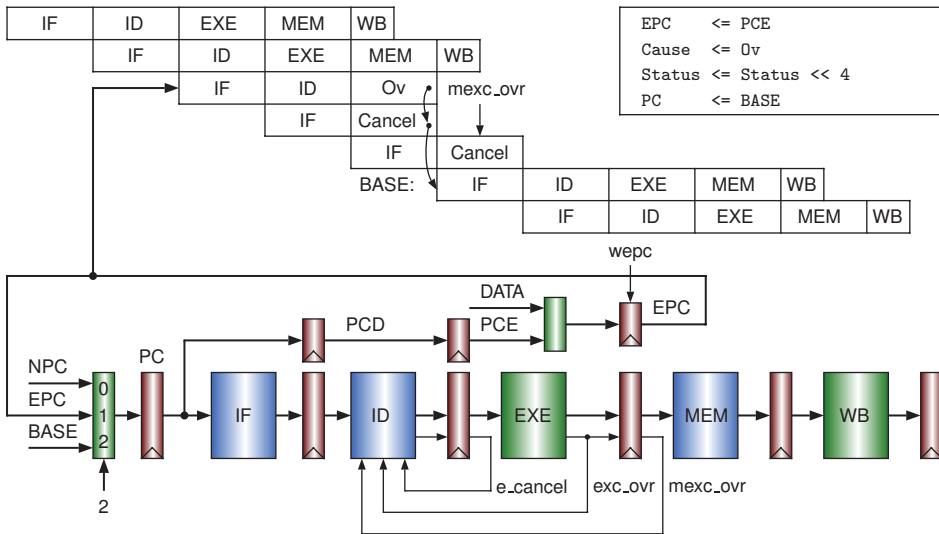 IF ID EXE MEM WB
IF ID EXE MEM WB
IF ID Ov mexc_ovr
IF Cancel
IF Cancel
BASE: IF ID EXE MEM WB
IF ID EXE MEM WB
EPC <= PCE
Cause <= Ov
Status <= Status << 4
PC <= BASE
wepc
DATA
PCD PCE EPC
PC
NPC
EPC
BASE
0
1
2
IF ID EXE MEM WB
e_cancel exc_ovr mexc_ovr
2